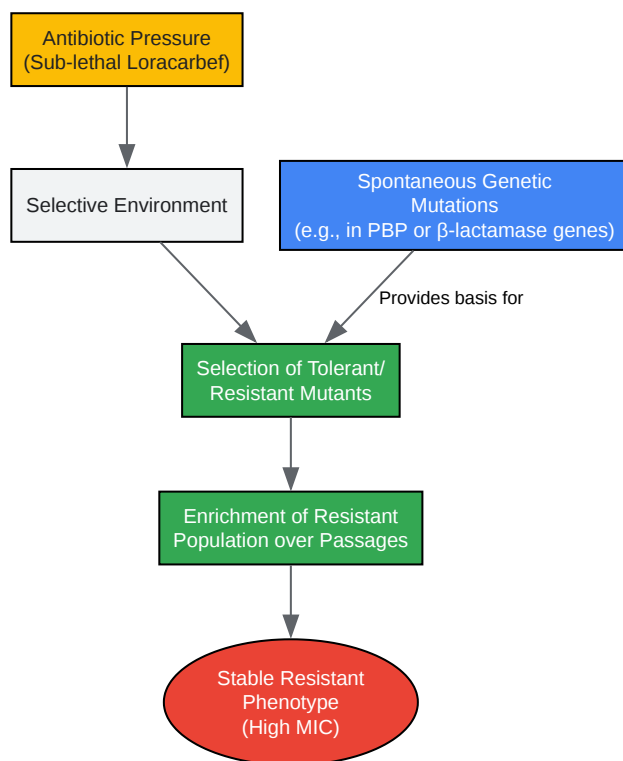 Antibiotic Pressure
(Sub-lethal Loracarbef)
Selective Environment
Spontaneous Genetic
Mutations
(e.g., in PBP or β-lactamase genes)
Provides basis for
Selection of Tolerant/
Resistant Mutants
Enrichment of Resistant
Population over Passages
Stable Resistant
Phenotype
(High MIC)